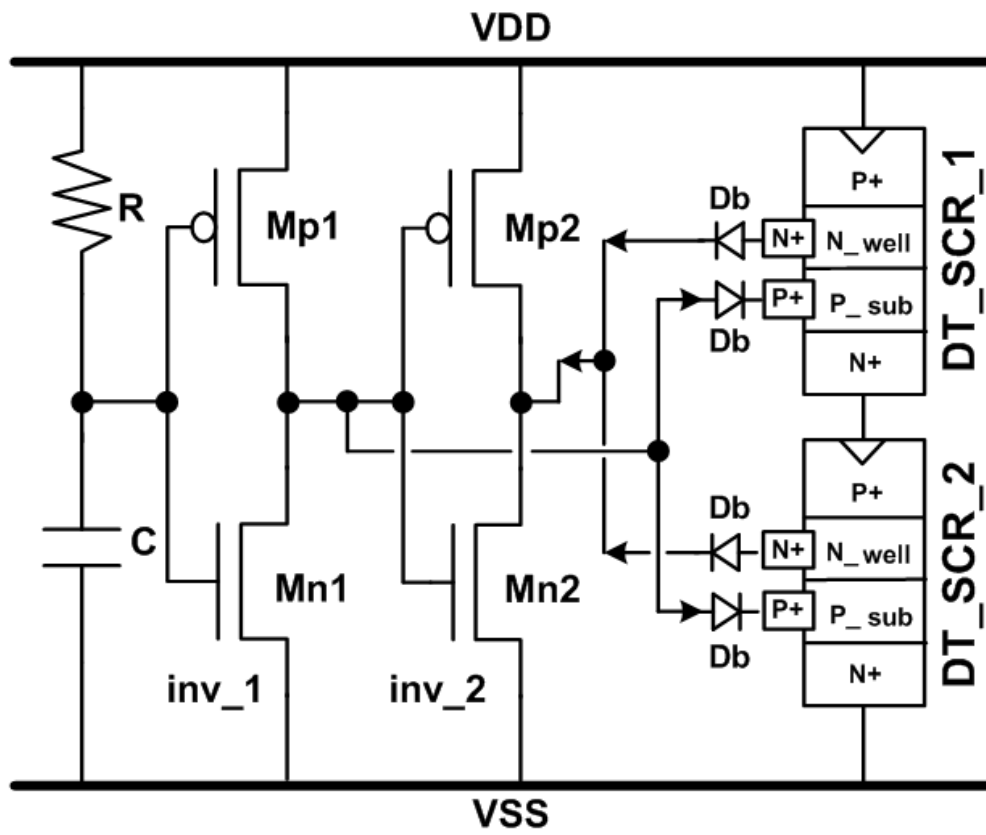 VDD
R
Mp1
Mp2
Db
N+
P+
Db
P+
N_well
P_sub
N+
DT_SCR_1
C
Mn1
Mn2
Db
N+
P+
Db
P+
N_well
P_sub
N+
DT_SCR_2
inv_1
inv_2
VSS